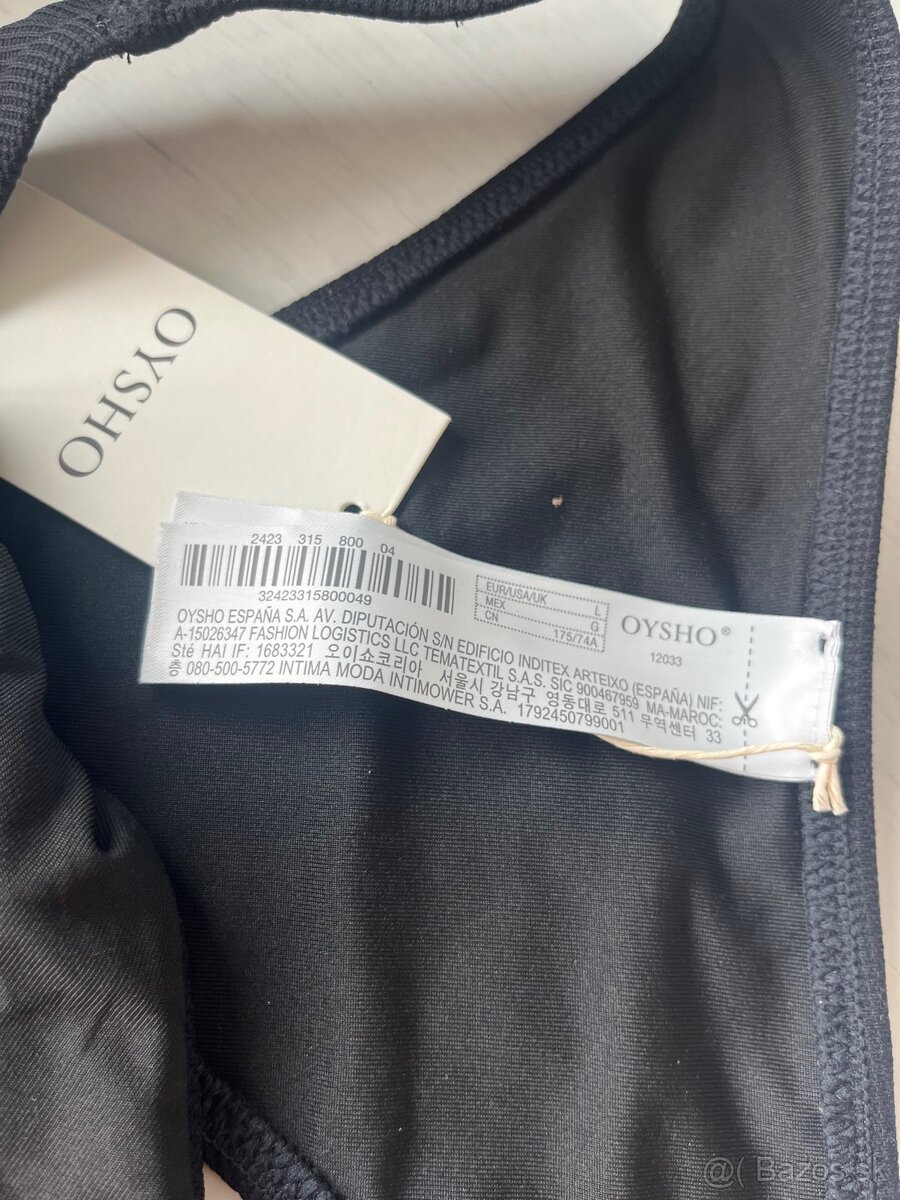 OYSHO
2423 315 800 04
32423315800049
EUR/USA/UK L
MEX G
CN 175/74A
OYSHO®
12033
OYSHO ESPAÑA S.A. AV. DIPUTACIÓN S/N EDIFICIO INDITEX ARTEIXO (ESPAÑA) NIF:
A-15026347 FASHION LOGISTICS LLC TEMATEXTIL S.A.S. SIC 900467959 MA-MAROC:
Sté HAI IF: 1683321 오이쇼코리아 서울시 강남구 영동대로 511 무역센터 33
층 080-500-5772 INTIMA MODA INTIMOWER S.A. 1792450799001
@( Bazos.sk